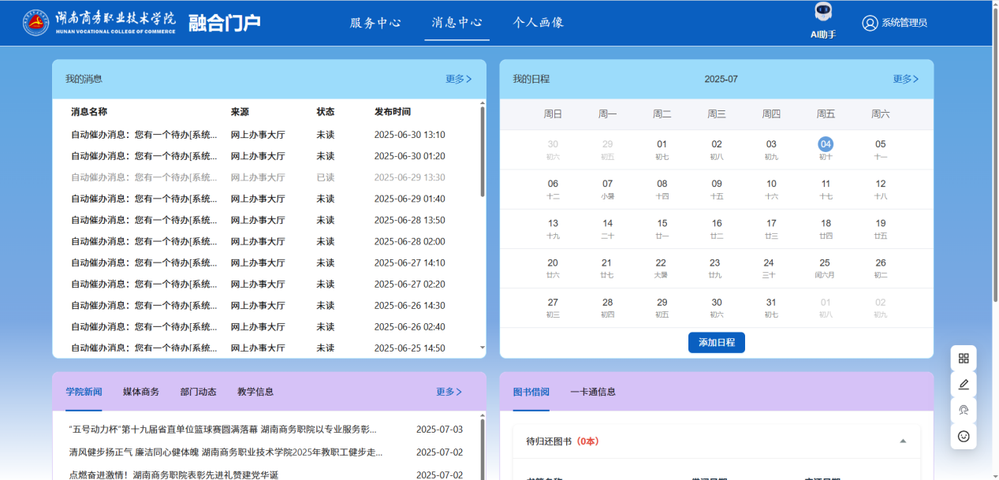 湖南商务职业技术学院 融合门户
HUNAN VOCATIONAL COLLEGE OF COMMERCE
服务中心 消息中心 个人画像
AI助手
系统管理员
我的消息 更多
消息名称 来源 状态 发布时间
自动催办消息：您有一个待办[系统... 网上办事大厅 未读 2025-06-30 13:10
自动催办消息：您有一个待办[系统... 网上办事大厅 未读 2025-06-30 01:20
自动催办消息：您有一个待办[系统... 网上办事大厅 已读 2025-06-29 13:30
自动催办消息：您有一个待办[系统... 网上办事大厅 未读 2025-06-29 01:40
自动催办消息：您有一个待办[系统... 网上办事大厅 未读 2025-06-28 13:50
自动催办消息：您有一个待办[系统... 网上办事大厅 未读 2025-06-28 02:00
自动催办消息：您有一个待办[系统... 网上办事大厅 未读 2025-06-27 14:10
自动催办消息：您有一个待办[系统... 网上办事大厅 未读 2025-06-27 02:20
自动催办消息：您有一个待办[系统... 网上办事大厅 未读 2025-06-26 14:30
自动催办消息：您有一个待办[系统... 网上办事大厅 未读 2025-06-26 02:40
自动催办消息：您有一个待办[系统... 网上办事大厅 未读 2025-06-25 14:50
我的日程 2025-07 更多
周日 周一 周二 周三 周四 周五 周六
30 29 01 02 03 04 05
初六 初五 初七 初八 初九 初十 十一
06 07 08 09 10 11 12
十二 小暑 十四 十五 十六 十七 十八
13 14 15 16 17 18 19
十九 二十 廿一 廿二 廿三 廿四 廿五
20 21 22 23 24 25 26
廿六 廿七 大暑 廿九 三十 闰六月 初二
27 28 29 30 31 01 02
初三 初四 初五 初六 初七 初八 初九
添加日程
学院新闻 媒体商务 部门动态 教学信息 更多
“五号动力杯”第十九届省直单位篮球赛圆满落幕 湖南商务职院以专业服务彰... 2025-07-03
清风健步扬正气 廉洁同心健体魄 湖南商务职业技术学院2025年教职工健步走... 2025-07-02
点燃奋进激情！湖南商务职院表彰先进礼赞建党华诞 2025-07-02
图书借阅 一卡通信息
待归还图书 (0本)